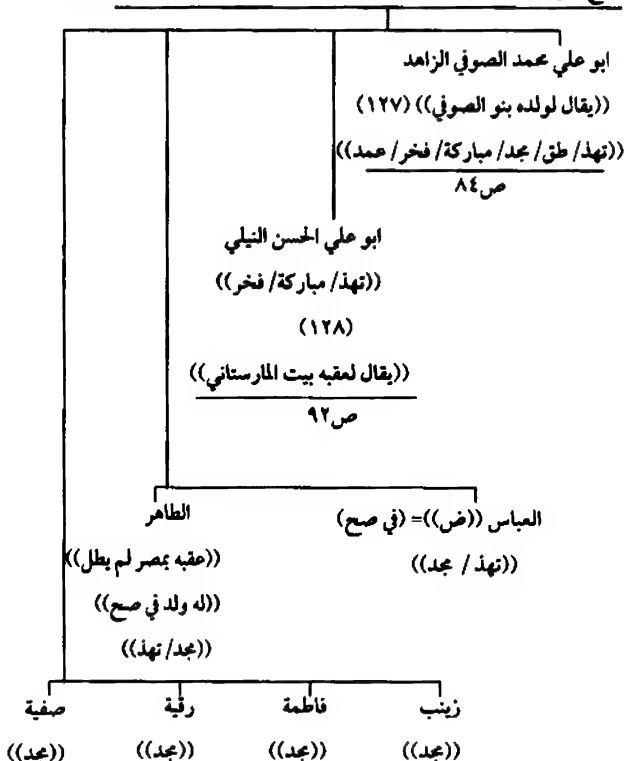 ابو علي محمد الصوفي الزاهد
((يقال لولده بنو الصوفي)) (١٢٧)
((تهذ/ طق/ مجد/ مباركة/ فخر/ عمد))
ص٨٤
ابو علي الحسن النيلي
((تهذ/ مباركة/ فخر))
(١٢٨)
((يقال لعقبه بيت المارستاني))
ص٩٢
العباس ((ض))= (في صح)
((تهذ / مجد))
الطاهر
((عقبه بمصر لم يطل))
((له ولد في صح))
((مجد/ تهذ))
زينب فاطمة رقية صفية
((مجد)) ((مجد)) ((مجد)) ((مجد))